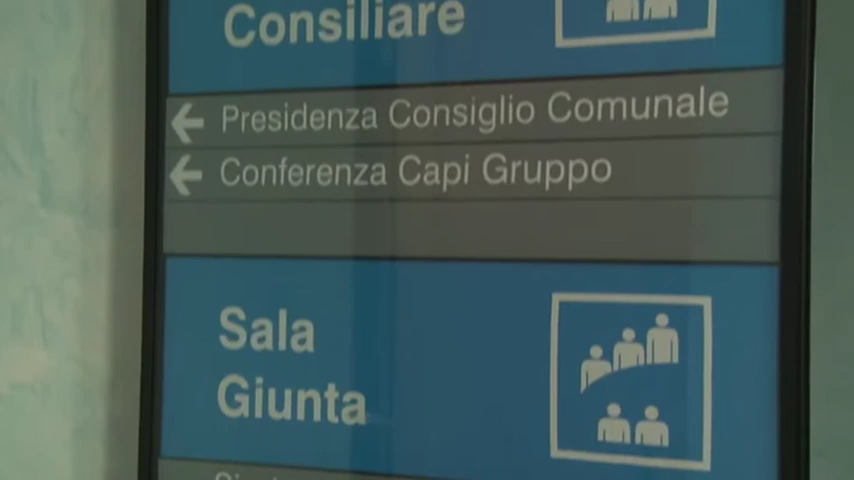 Consiliare
Presidenza Consiglio Comunale
Conferenza Capi Gruppo
Sala
Giunta